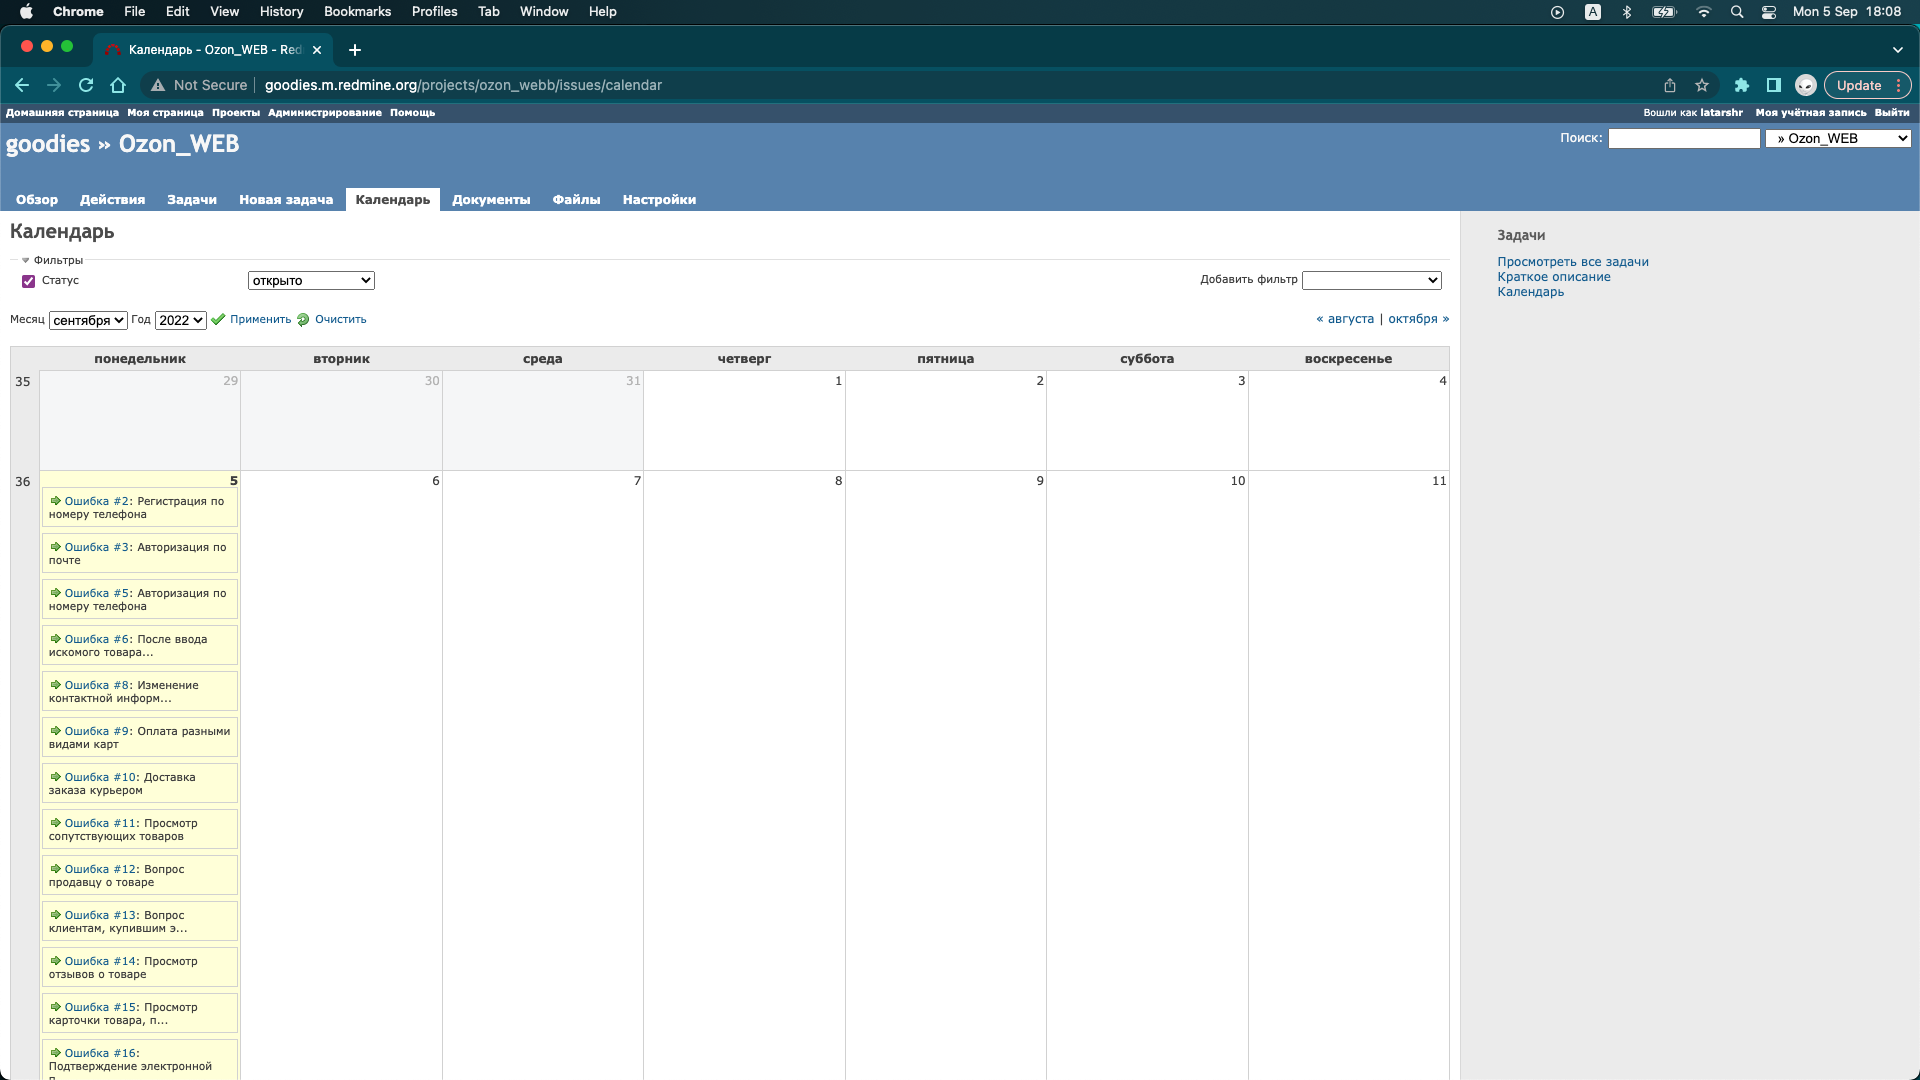 Chrome File Edit View History Bookmarks Profiles Tab Window Help A Mon 5 Sep 18:08
Календарь - Ozon_WEB - Red
Not Secure goodies.m.redmine.org/projects/ozon_webb/issues/calendar Update
Домашняя страница Моя страница Проекты Администрирование Помощь Вошли как latarshr Моя учётная запись Выйти
goodies » Ozon_WEB Поиск: » Ozon_WEB
Обзор Действия Задачи Новая задача Календарь Документы Файлы Настройки
Календарь
Фильтры
Статус открыто Добавить фильтр
Месяц сентября Год 2022 Применить Очистить « августа | октября »
понедельник вторник среда четверг пятница суббота воскресенье
35 29 30 31 1 2 3 4
36 5 6 7 8 9 10 11
Ошибка #2: Регистрация по
номеру телефона
Ошибка #3: Авторизация по
почте
Ошибка #5: Авторизация по
номеру телефона
Ошибка #6: После ввода
искомого товара...
Ошибка #8: Изменение
контактной информ...
Ошибка #9: Оплата разными
видами карт
Ошибка #10: Доставка
заказа курьером
Ошибка #11: Просмотр
сопутствующих товаров
Ошибка #12: Вопрос
продавцу о товаре
Ошибка #13: Вопрос
клиентам, купившим э...
Ошибка #14: Просмотр
отзывов о товаре
Ошибка #15: Просмотр
карточки товара, п...
Ошибка #16:
Подтверждение электронной
Задачи
Просмотреть все задачи
Краткое описание
Календарь